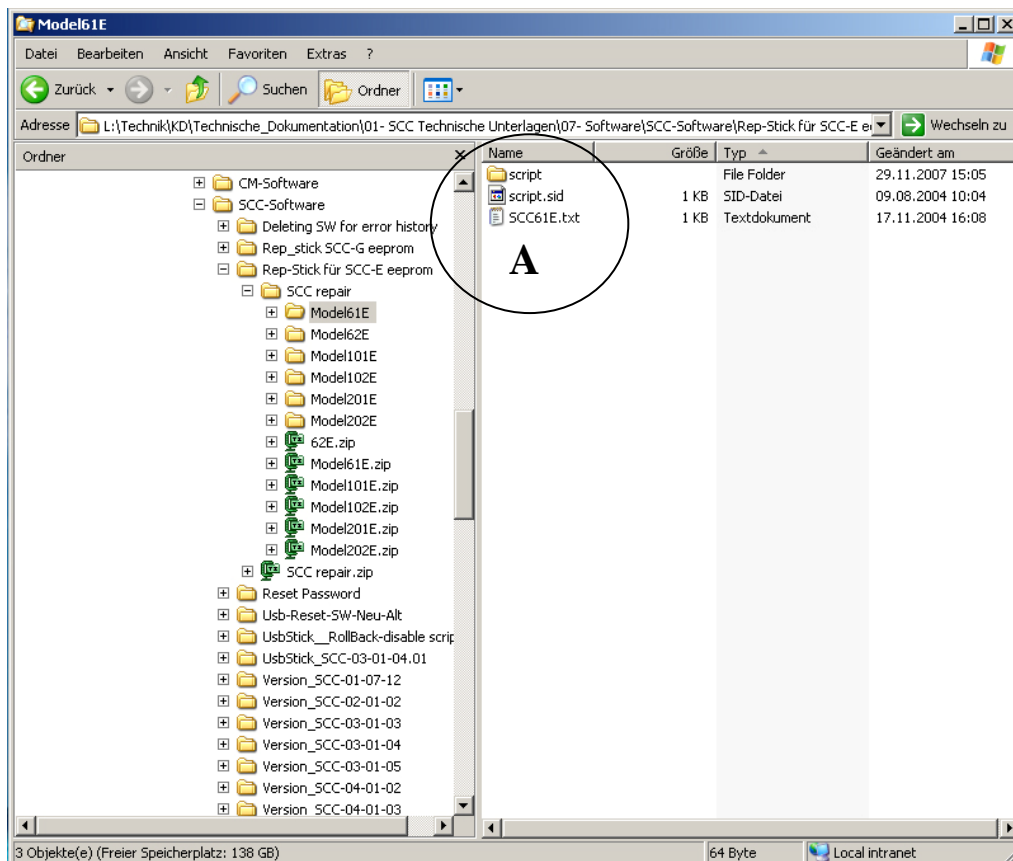 Model61E
Datei Bearbeiten Ansicht Favoriten Extras ?
Zurück Suchen Ordner
Adresse L:\Technik\KD\Technische_Dokumentation\01- SCC Technische Unterlagen\07- Software\SCC-Software\Rep-Stick für SCC-E e Wechseln zu
Ordner
CM-Software
SCC-Software
Deleting SW for error history
Rep_stick SCC-G eeprom
Rep-Stick für SCC-E eeprom
SCC repair
Model61E
Model62E
Model101E
Model102E
Model201E
Model202E
62E.zip
Model61E.zip
Model101E.zip
Model102E.zip
Model201E.zip
Model202E.zip
SCC repair.zip
Reset Password
Usb-Reset-SW-Neu-Alt
UsbStick__RollBack-disable scrip
UsbStick_SCC-03-01-04.01
Version_SCC-01-07-12
Version_SCC-02-01-02
Version_SCC-03-01-03
Version_SCC-03-01-04
Version_SCC-03-01-05
Version_SCC-04-01-02
Version_SCC-04-01-03
Name Größe Typ Geändert am
script File Folder 29.11.2007 15:05
script.sid 1 KB SID-Datei 09.08.2004 10:04
SCC61E.txt 1 KB Textdokument 17.11.2004 16:08
A
3 Objekte(e) (Freier Speicherplatz: 138 GB) 64 Byte Local intranet